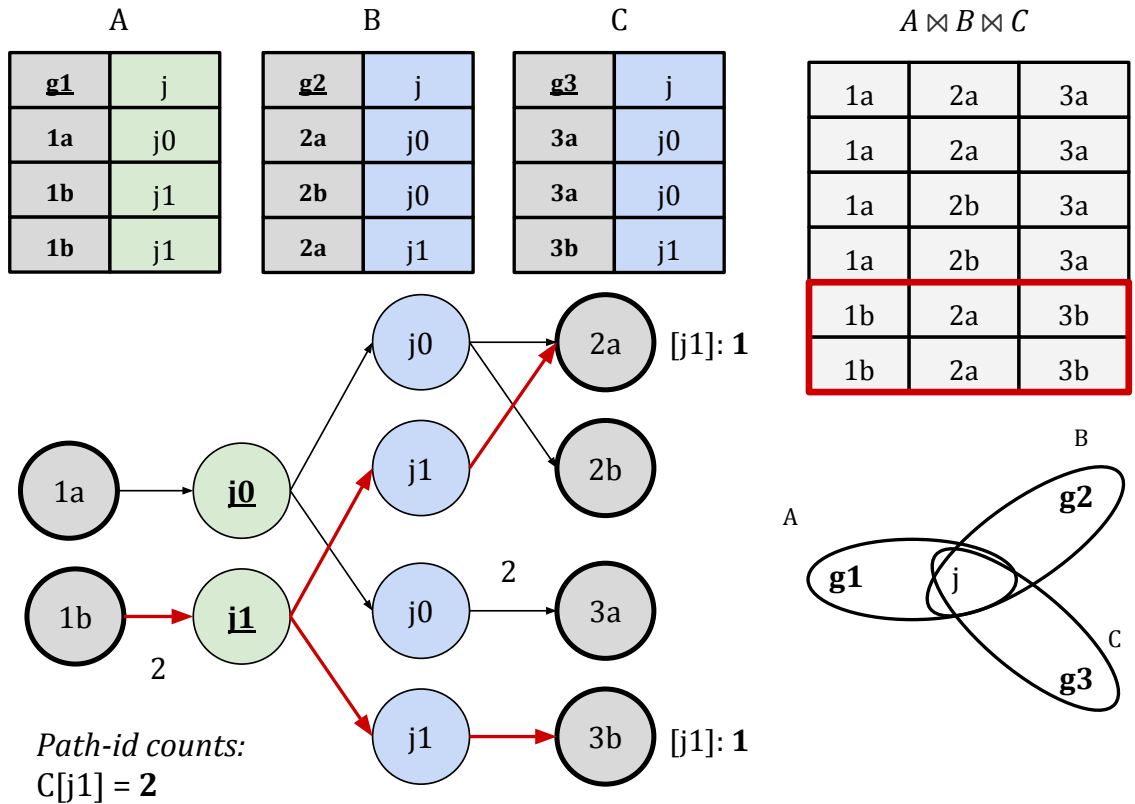 A B C A ⋈ B ⋈ C
g1 j g2 j g3 j
1a j0 2a j0 3a j0
1b j1 2b j0 3a j0
1b j1 2a j1 3b j1
1a 2a 3a
1a 2a 3a
1a 2b 3a
1a 2b 3a
1b 2a 3b
1b 2a 3b
j0 2a [j1]: 1
1a j0 j1 2b
2
1b j1 j0 3a
2
j1 3b [j1]: 1
Path-id counts:
C[j1] = 2
B
g2
A
g1 j
C
g3